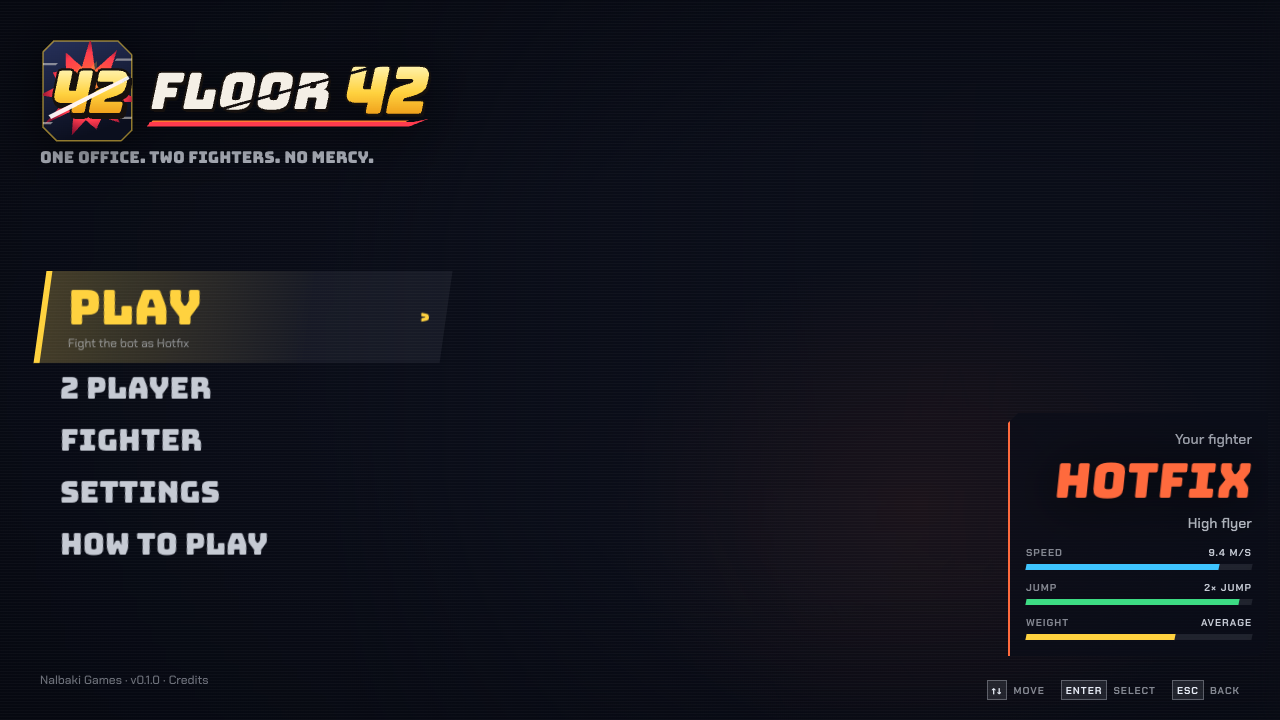 42 FLOOR 42
ONE OFFICE. TWO FIGHTERS. NO MERCY.
PLAY >
Fight the bot as Hotfix
2 PLAYER
FIGHTER
SETTINGS
HOW TO PLAY
Your fighter
HOTFIX
High flyer
SPEED 9.4 M/S
JUMP 2× JUMP
WEIGHT AVERAGE
Nalbaki Games · v0.1.0 · Credits
↑↓ MOVE ENTER SELECT ESC BACK